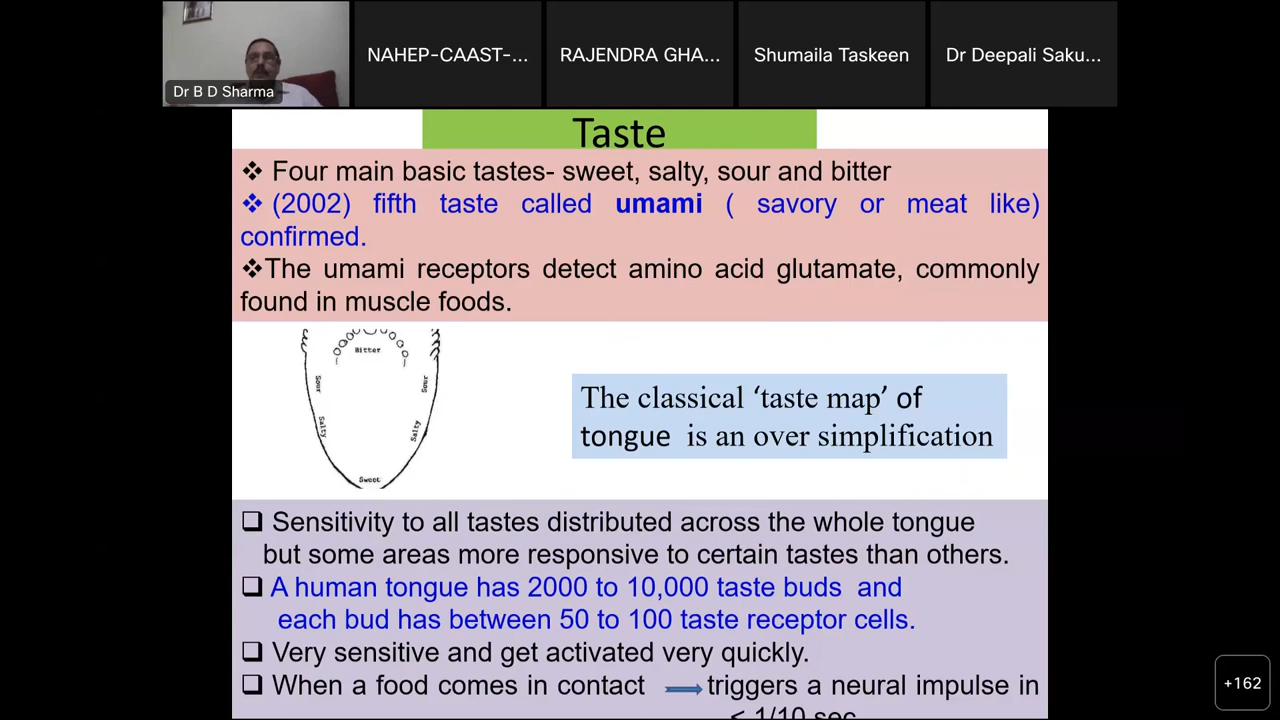 NAHEP-CAAST-...
RAJENDRA GHA...
Shumaila Taskeen
Dr Deepali Saku...
Dr B D Sharma
Taste
❖ Four main basic tastes- sweet, salty, sour and bitter
❖ (2002) fifth taste called umami ( savory or meat like)
confirmed.
❖The umami receptors detect amino acid glutamate, commonly
found in muscle foods.
Bitter
Sour
Sour
Salty
Salty
Sweet
The classical ‘taste map’ of
tongue is an over simplification
❑ Sensitivity to all tastes distributed across the whole tongue
but some areas more responsive to certain tastes than others.
❑ A human tongue has 2000 to 10,000 taste buds and
each bud has between 50 to 100 taste receptor cells.
❑ Very sensitive and get activated very quickly.
❑ When a food comes in contact → triggers a neural impulse in
< 1/10 sec
+162